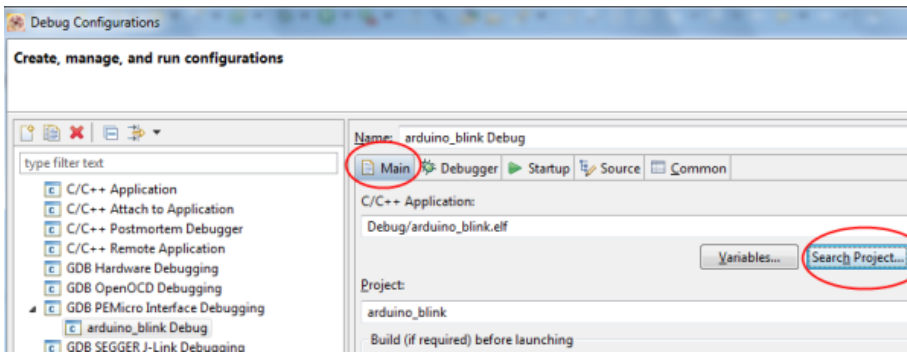 Debug Configurations
Create, manage, and run configurations
type filter text
C/C++ Application
C/C++ Attach to Application
C/C++ Postmortem Debugger
C/C++ Remote Application
GDB Hardware Debugging
GDB OpenOCD Debugging
GDB PEMicro Interface Debugging
arduino_blink Debug
GDB SEGGER J-Link Debugging
Name: arduino_blink Debug
Main Debugger Startup Source Common
C/C++ Application:
Debug/arduino_blink.elf
Variables... Search Project...
Project:
arduino_blink
Build (if required) before launching